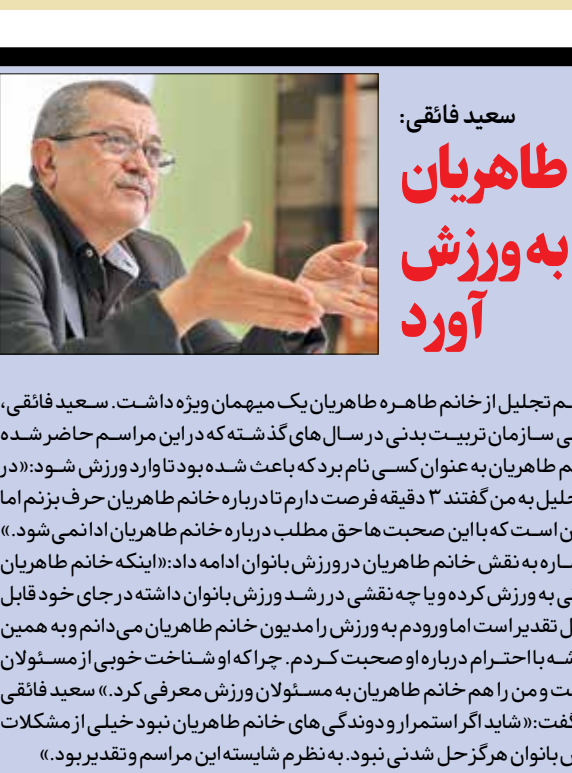 سعید فائقی:
طاهریان
به ورزش
آورد
تجلیل از خانم طاهره طاهریان یک میهمان ویژه داشت. سعید فائقی،
سازمان تربیت بدنی در سال های گذشته که در این مراسم حاضر شده
طاهریان به عنوان کسی نام برد که باعث شده بود تا وارد ورزش شود: «در
به من گفتند ۳ دقیقه فرصت دارم تا درباره خانم طاهریان حرف بزنم اما
است که با این صحبت ها حق مطلب درباره خانم طاهریان ادا نمی شود.»
به نقش خانم طاهریان در ورزش بانوان ادامه داد: «اینکه خانم طاهریان
به ورزش کرده و یا چه نقشی در رشد ورزش بانوان داشته در جای خود قابل
تقدیر است اما ورودم به ورزش را مدیون خانم طاهریان می دانم و به همین
با احترام درباره او صحبت کردم. چرا که او شناخت خوبی از مسئولان
و من را هم خانم طاهریان به مسئولان ورزش معرفی کرد.» سعید فائقی
گفت: «شاید اگر استمرار و دوندگی های خانم طاهریان نبود خیلی از مشکلات
بانوان هرگز حل شدنی نبود. به نظرم شایسته این مراسم و تقدیر بود.»